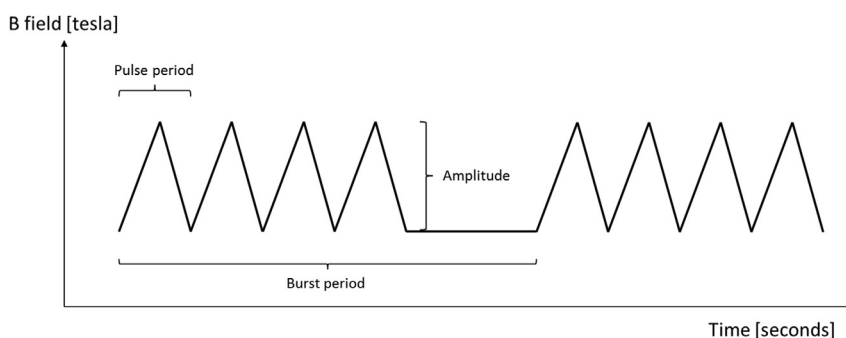 B field [tesla]
Pulse period
Amplitude
Burst period
Time [seconds]